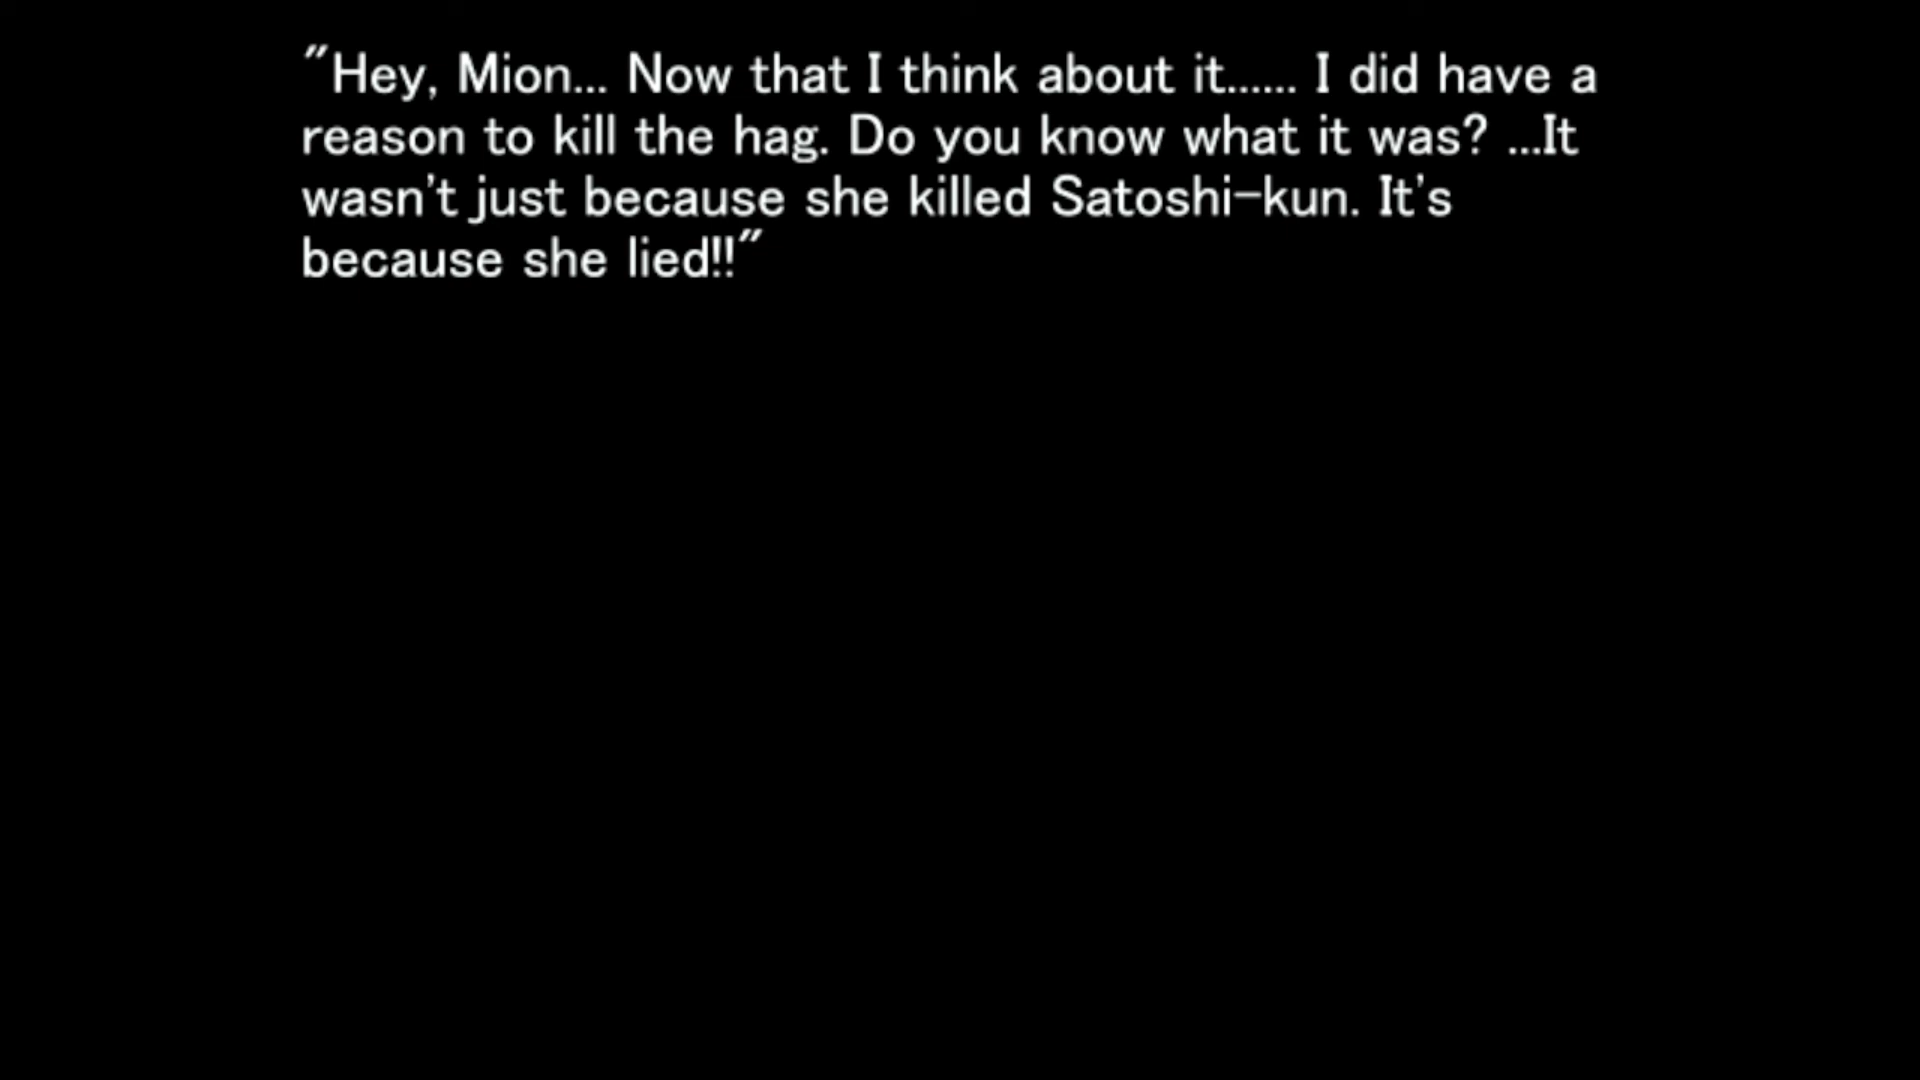 "Hey, Mion... Now that I think about it...... I did have a
reason to kill the hag. Do you know what it was? ...It
wasn't just because she killed Satoshi-kun. It's
because she lied!!"